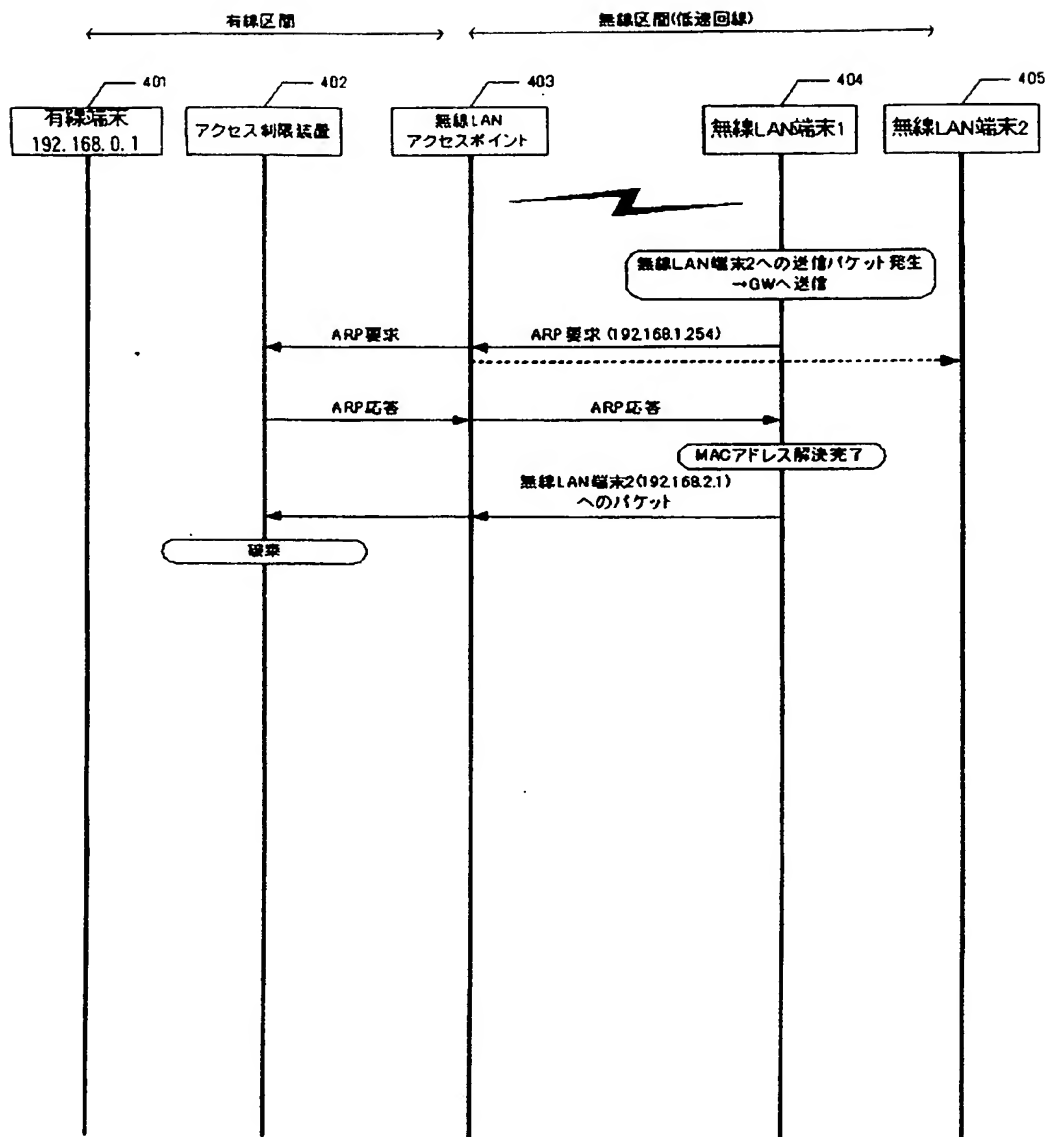 有線区間
無線区間(低速回線)
401
402
403
404
405
有線端末
192.168.0.1
アクセス制限装置
無線LAN
アクセスポイント
無線LAN端末1
無線LAN端末2
無線LAN端末2への送信パケット発生
→GWへ送信
ARP要求
ARP要求(192.168.1.254)
ARP応答
ARP応答
MACアドレス解決完了
無線LAN端末2(192.168.2.1)
へのパケット
破棄